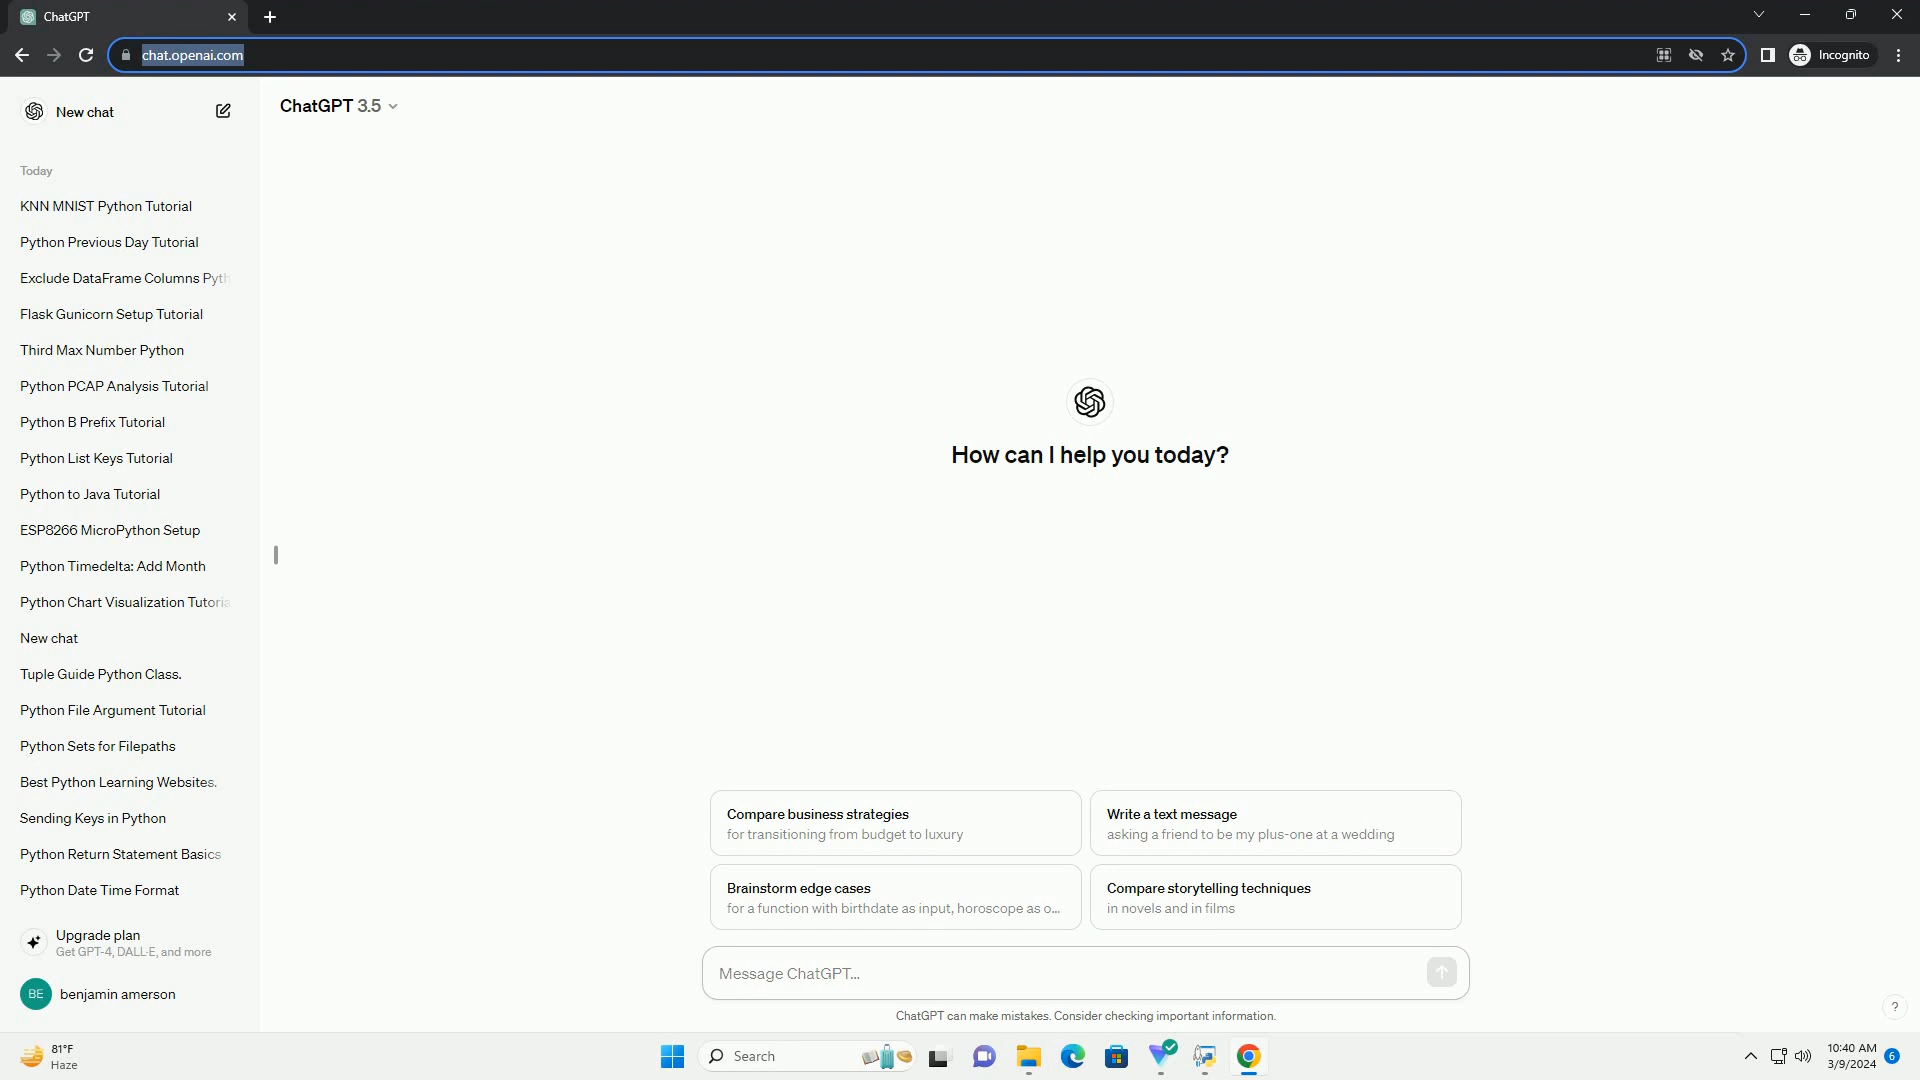 ChatGPT
chat.openai.com
Incognito
New chat
ChatGPT 3.5
Today
KNN MNIST Python Tutorial
Python Previous Day Tutorial
Exclude DataFrame Columns Pyth
Flask Gunicorn Setup Tutorial
Third Max Number Python
Python PCAP Analysis Tutorial
Python B Prefix Tutorial
Python List Keys Tutorial
Python to Java Tutorial
ESP8266 MicroPython Setup
Python Timedelta: Add Month
Python Chart Visualization Tutoria
New chat
Tuple Guide Python Class.
Python File Argument Tutorial
Python Sets for Filepaths
Best Python Learning Websites.
Sending Keys in Python
Python Return Statement Basics
Python Date Time Format
Upgrade plan
Get GPT-4, DALL·E, and more
BE benjamin amerson
How can I help you today?
Compare business strategies
for transitioning from budget to luxury
Write a text message
asking a friend to be my plus-one at a wedding
Brainstorm edge cases
for a function with birthdate as input, horoscope as o...
Compare storytelling techniques
in novels and in films
Message ChatGPT...
ChatGPT can make mistakes. Consider checking important information.
?
81°F
Haze
Search
10:40 AM
3/9/2024
6